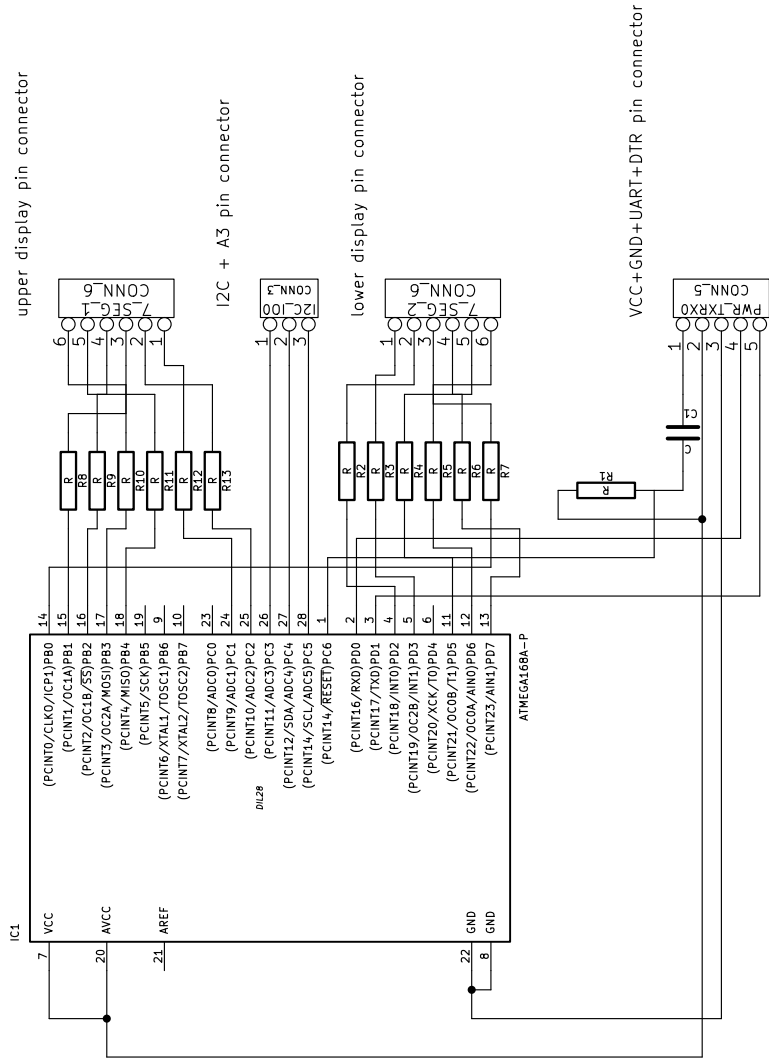 upper display pin connector
I2C + A3 pin connector
lower display pin connector
VCC+GND+UART+DTR pin connector
CONN_6
7_SEG_1
6
5
4
3
2
1
CONN_3
I2C_IO0
1
2
3
CONN_6
7_SEG_2
1
2
3
4
5
6
CONN_5
PWR_TXRX0
1
2
3
4
5
R
R8
R
R9
R
R10
R
R11
R
R12
R
R13
R
R2
R
R3
R
R4
R
R5
R
R6
R
R7
R
R1
C1
C
14
15
16
17
18
19
9
10
23
24
25
26
27
28
1
2
3
4
5
6
11
12
13
(PCINT0/CLKO/ICP1)PB0
(PCINT1/OC1A)PB1
(PCINT2/OC1B/SS)PB2
(PCINT3/OC2A/MOSI)PB3
(PCINT4/MISO)PB4
(PCINT5/SCK)PB5
(PCINT6/XTAL1/TOSC1)PB6
(PCINT7/XTAL2/TOSC2)PB7
(PCINT8/ADC0)PC0
(PCINT9/ADC1)PC1
(PCINT10/ADC2)PC2
(PCINT11/ADC3)PC3
(PCINT12/SDA/ADC4)PC4
(PCINT14/SCL/ADC5)PC5
(PCINT14/RESET)PC6
(PCINT16/RXD)PD0
(PCINT17/TXD)PD1
(PCINT18/INT0)PD2
(PCINT19/OC2B/INT1)PD3
(PCINT20/XCK/T0)PD4
(PCINT21/OC0B/T1)PD5
(PCINT22/OC0A/AIN0)PD6
(PCINT23/AIN1)PD7
ATMEGA168A-P
DIL28
IC1
VCC
AVCC
AREF
GND
GND
7
20
21
22
8